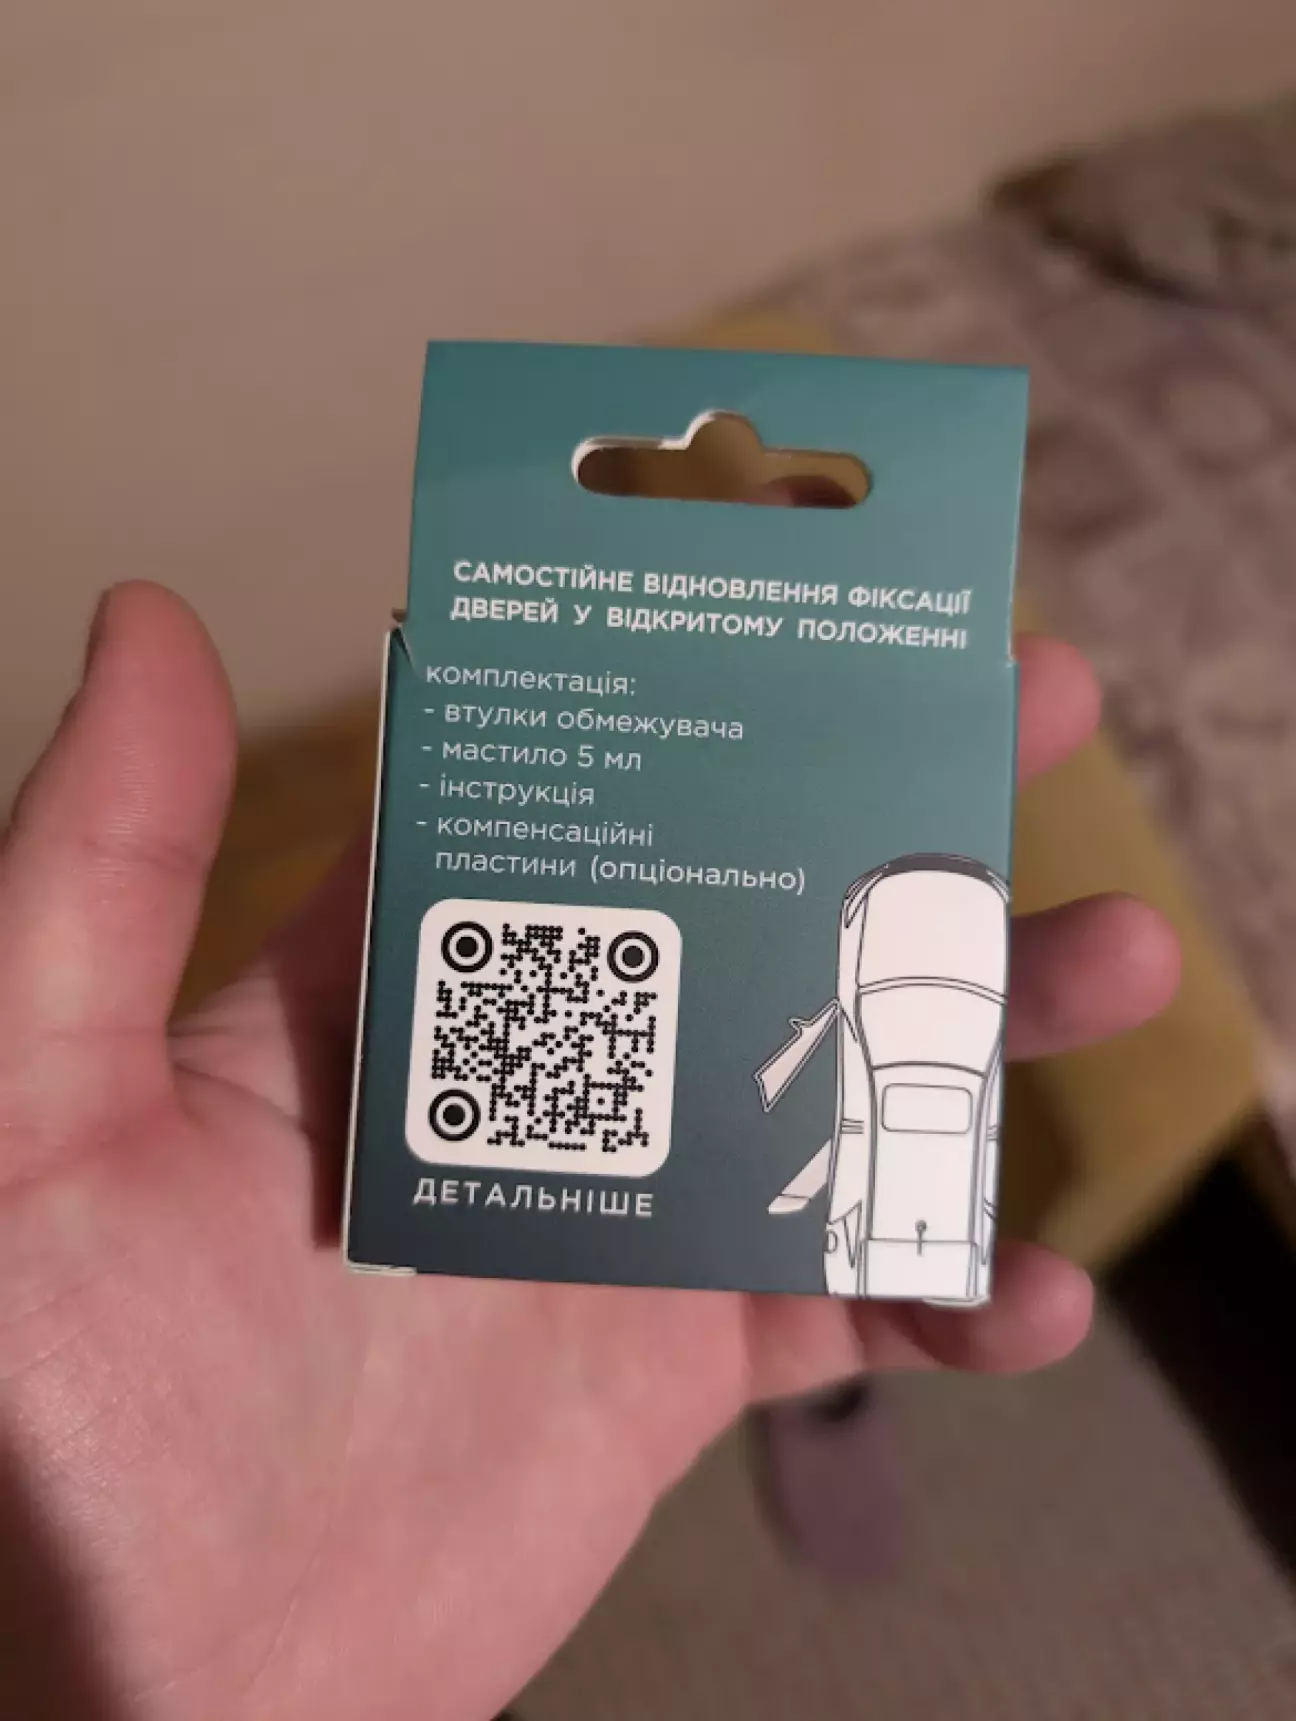 САМОСТІЙНЕ ВІДНОВЛЕННЯ ФІКСАЦІЇ
ДВЕРЕЙ У ВІДКРИТОМУ ПОЛОЖЕННІ
комплектація:
- втулки обмежувача
- мастило 5 мл
- інструкція
- компенсаційні
пластини (опціонально)
ДЕТАЛЬНІШЕ